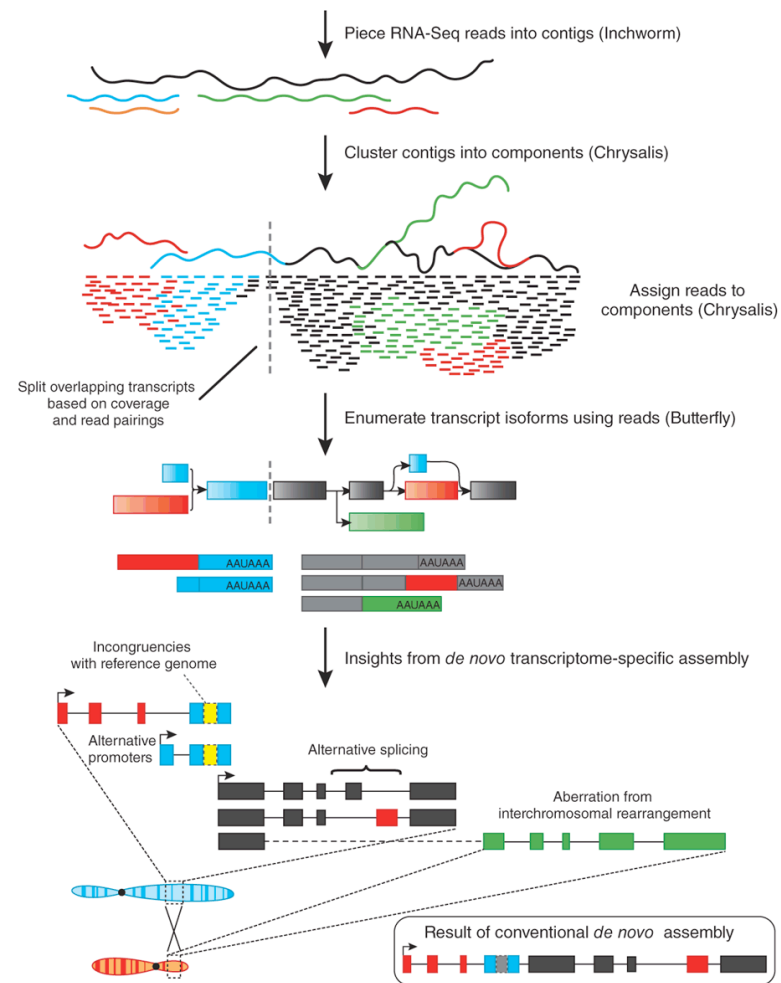 Piece RNA-Seq reads into contigs (Inchworm)
Cluster contigs into components (Chrysalis)
Assign reads to
components (Chrysalis)
Split overlapping transcripts
based on coverage
and read pairings
Enumerate transcript isoforms using reads (Butterfly)
AAUAAA
AAUAAA
AAUAAA
AAUAAA
AAUAAA
Insights from de novo transcriptome-specific assembly
Incongruencies
with reference genome
Alternative
promoters
Alternative splicing
Aberration from
interchromosomal rearrangement
Result of conventional de novo assembly